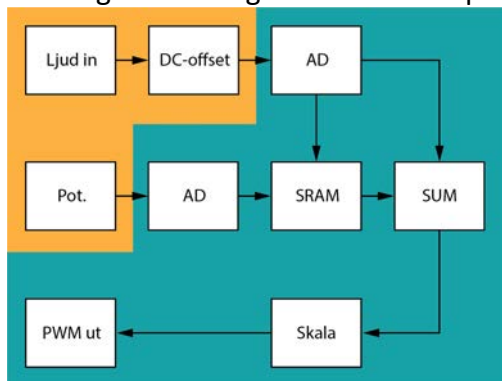 Ljud in
DC-offset
AD
Pot.
AD
SRAM
SUM
PWM ut
Skala